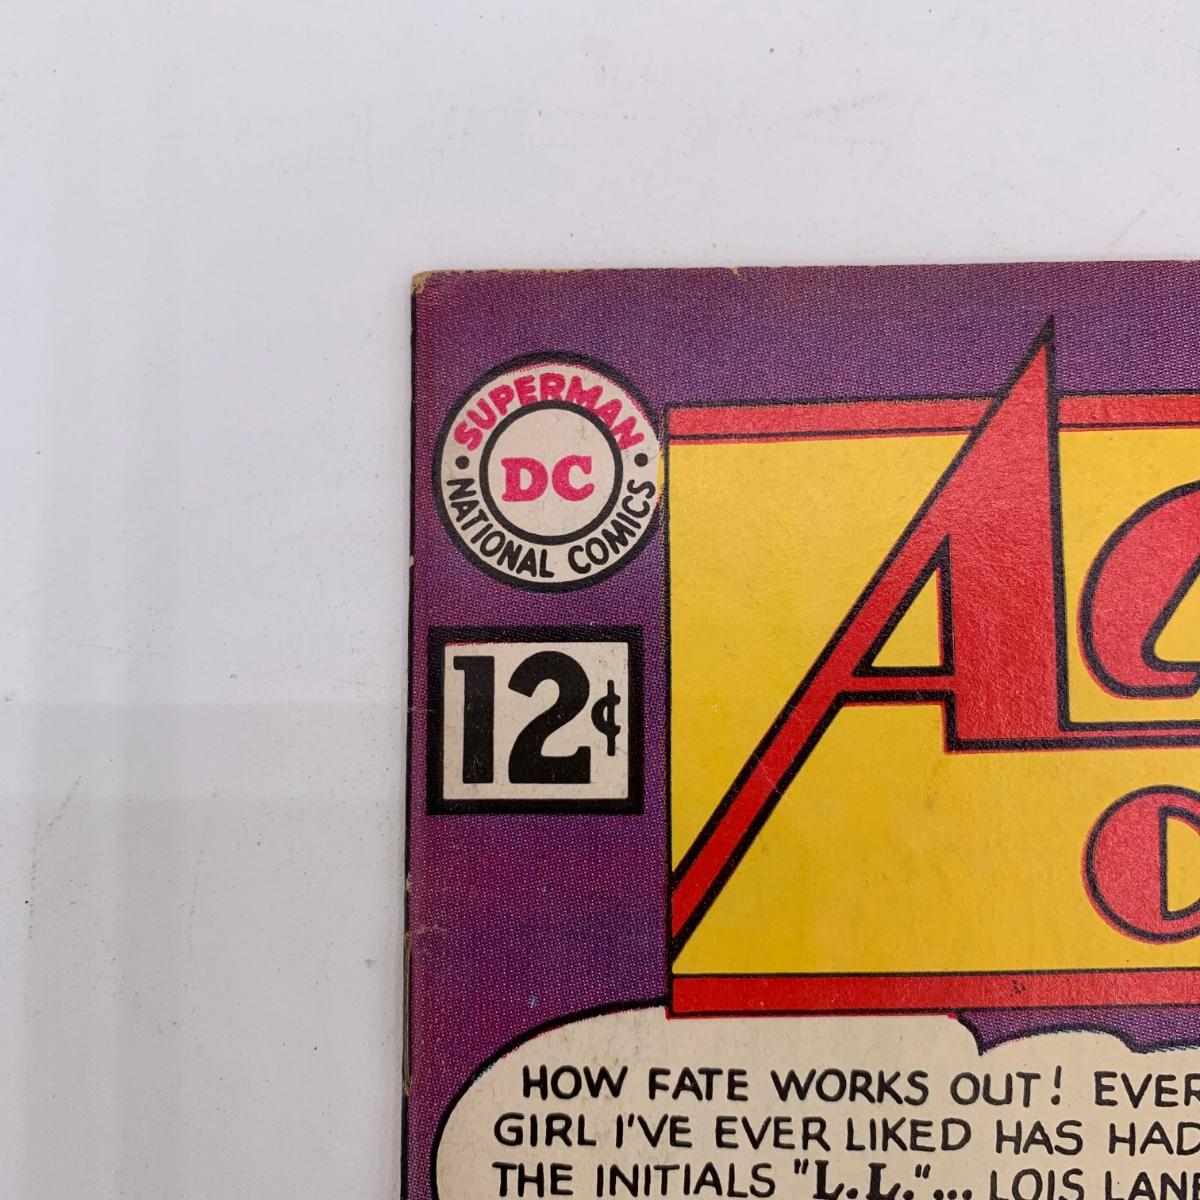 SUPERMAN
DC
• NATIONAL COMICS •
12¢
HOW FATE WORKS OUT! EVER
GIRL I'VE EVER LIKED HAS HAD
THE INITIALS "L.L."... LOIS LAN